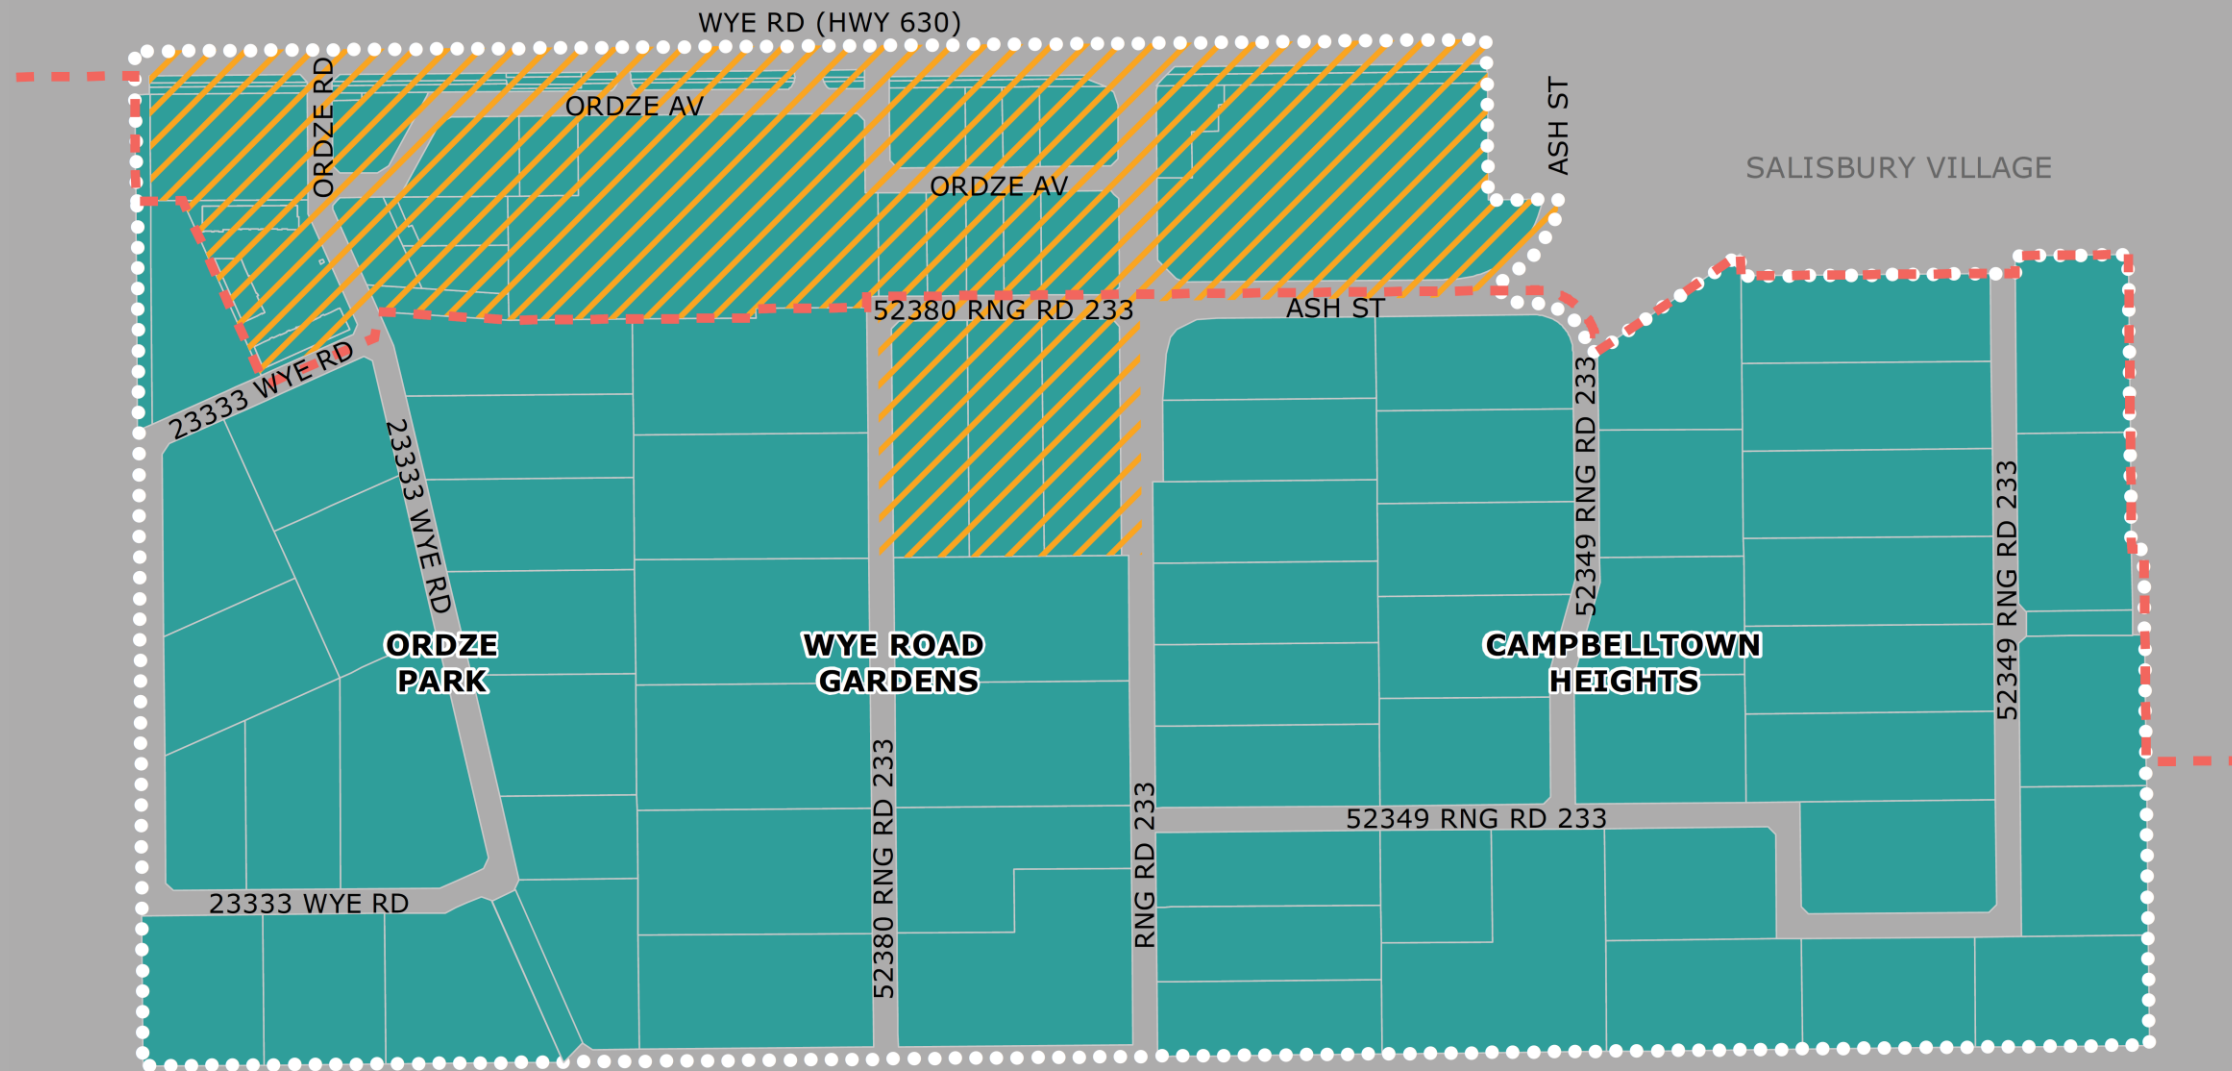 WYE RD (HWY 630)
ORDZE RD
ORDZE AV
ASH ST
SALISBURY VILLAGE
ORDZE AV
52380 RNG RD 233
ASH ST
23333 WYE RD
23333 WYE RD
52349 RNG RD 233
52349 RNG RD 233
ORDZE
PARK
WYE ROAD
GARDENS
CAMPBELLTOWN
HEIGHTS
52380 RNG RD 233
RNG RD 233
52349 RNG RD 233
23333 WYE RD